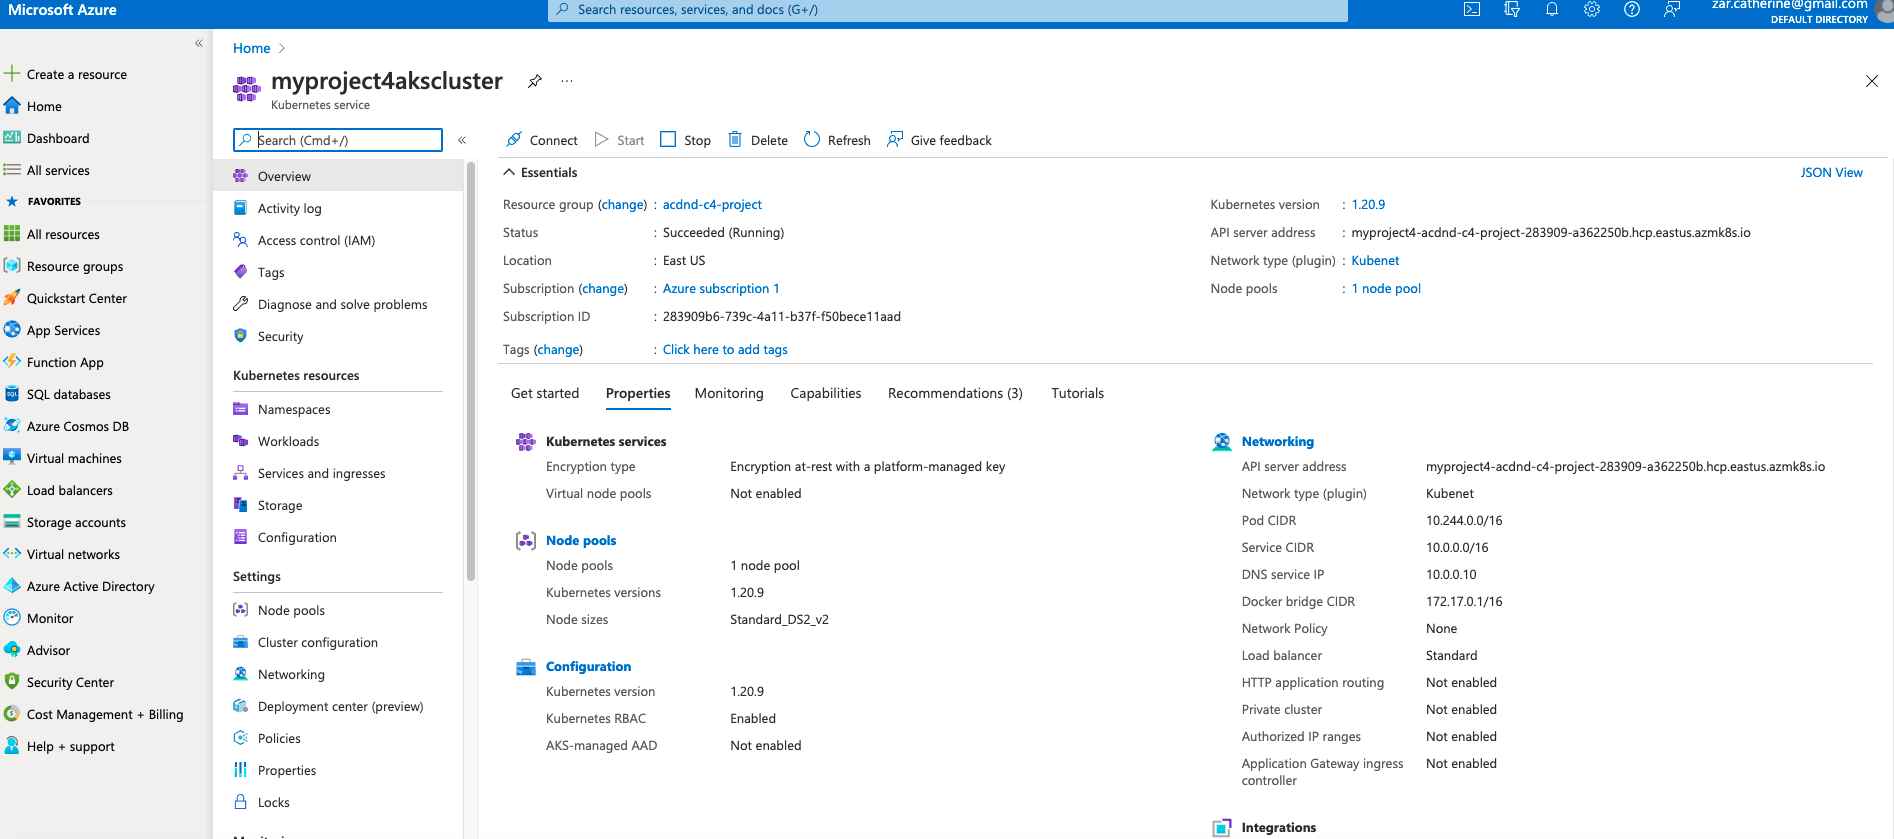 Microsoft Azure
Search resources, services, and docs (G+/)
zar.catherine@gmail.com
DEFAULT DIRECTORY
«
Create a resource
Home
Dashboard
All services
FAVORITES
All resources
Resource groups
Quickstart Center
App Services
Function App
SQL databases
Azure Cosmos DB
Virtual machines
Load balancers
Storage accounts
Virtual networks
Azure Active Directory
Monitor
Advisor
Security Center
Cost Management + Billing
Help + support
Home >
myproject4akscluster ...
Kubernetes service
Search (Cmd+/) «
Overview
Activity log
Access control (IAM)
Tags
Diagnose and solve problems
Security
Kubernetes resources
Namespaces
Workloads
Services and ingresses
Storage
Configuration
Settings
Node pools
Cluster configuration
Networking
Deployment center (preview)
Policies
Properties
Locks
Connect Start Stop Delete Refresh Give feedback
Essentials JSON View
Resource group (change) : acdnd-c4-project
Status : Succeeded (Running)
Location : East US
Subscription (change) : Azure subscription 1
Subscription ID : 283909b6-739c-4a11-b37f-f50bece11aad
Tags (change) : Click here to add tags
Kubernetes version : 1.20.9
API server address : myproject4-acdnd-c4-project-283909-a362250b.hcp.eastus.azmk8s.io
Network type (plugin) : Kubenet
Node pools : 1 node pool
Get started Properties Monitoring Capabilities Recommendations (3) Tutorials
Kubernetes services
Encryption type Encryption at-rest with a platform-managed key
Virtual node pools Not enabled
Node pools
Node pools 1 node pool
Kubernetes versions 1.20.9
Node sizes Standard_DS2_v2
Configuration
Kubernetes version 1.20.9
Kubernetes RBAC Enabled
AKS-managed AAD Not enabled
Networking
API server address myproject4-acdnd-c4-project-283909-a362250b.hcp.eastus.azmk8s.io
Network type (plugin) Kubenet
Pod CIDR 10.244.0.0/16
Service CIDR 10.0.0.0/16
DNS service IP 10.0.0.10
Docker bridge CIDR 172.17.0.1/16
Network Policy None
Load balancer Standard
HTTP application routing Not enabled
Private cluster Not enabled
Authorized IP ranges Not enabled
Application Gateway ingress Not enabled
controller
Integrations